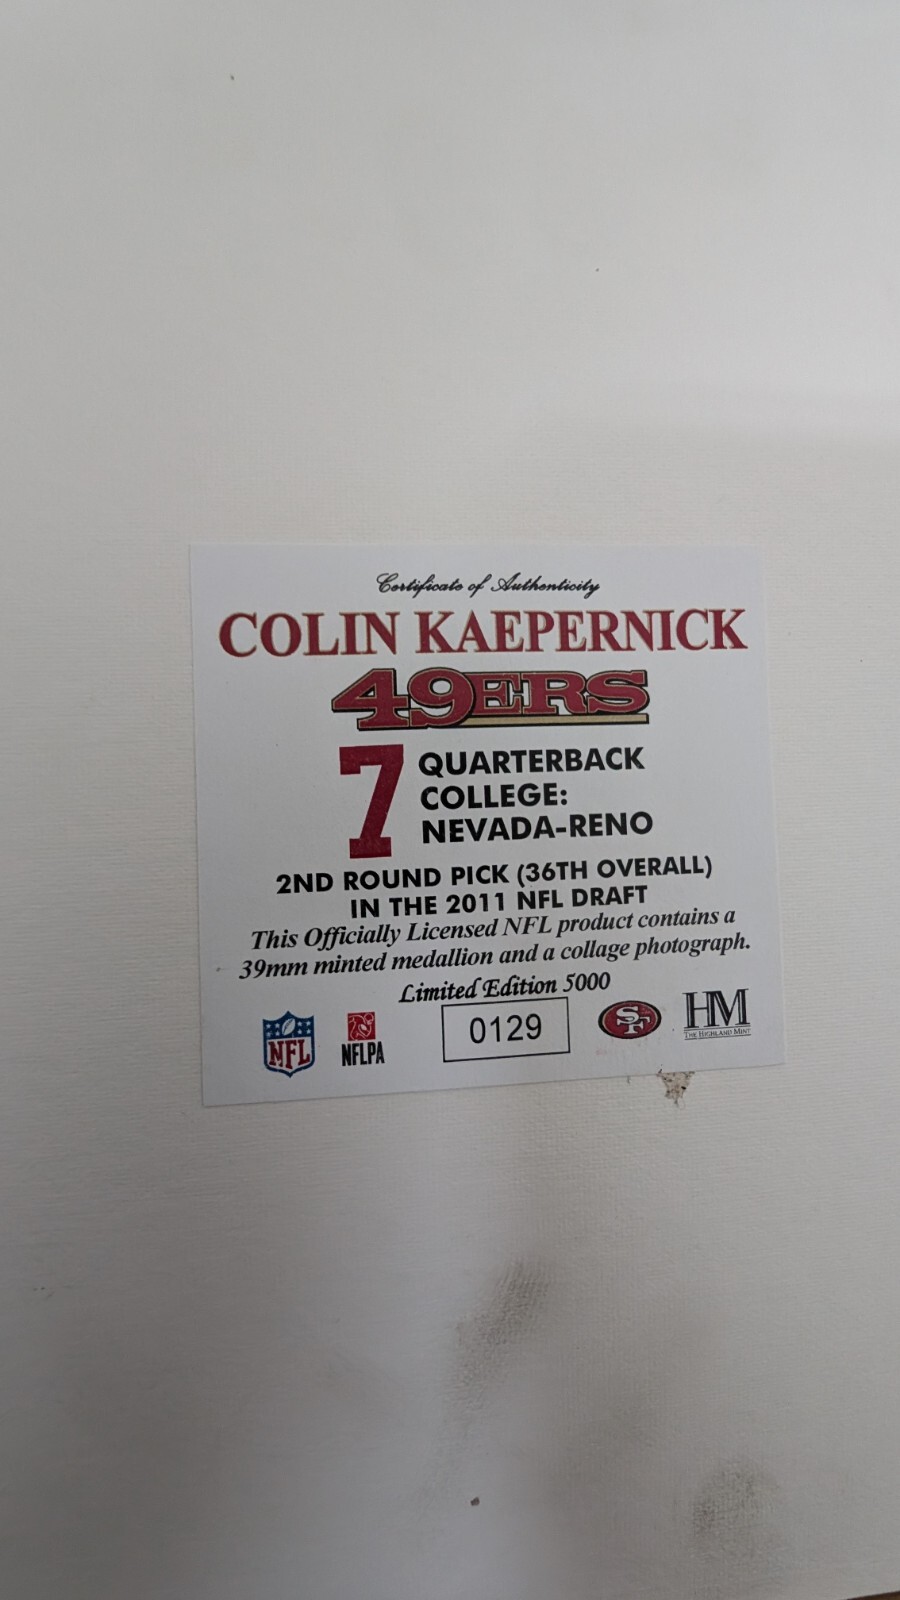 Certificate of Authenticity
COLIN KAEPERNICK
49ERS
7
QUARTERBACK
COLLEGE:
NEVADA-RENO
2ND ROUND PICK (36TH OVERALL)
IN THE 2011 NFL DRAFT
This Officially Licensed NFL product contains a
39mm minted medallion and a collage photograph.
Limited Edition 5000
0129
NFL
NFLPA
SF
HM
THE HIGHLAND MINT